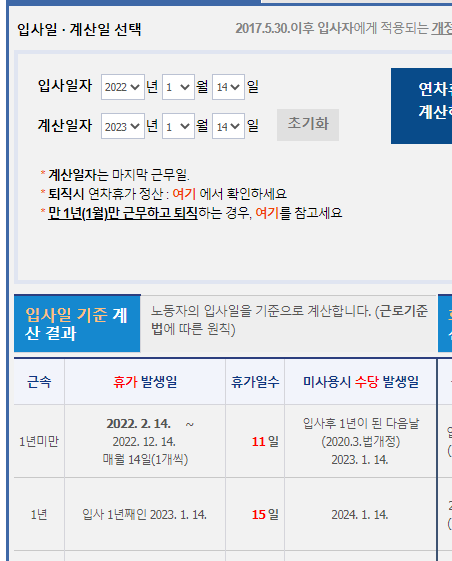 입사일 · 계산일 선택
2017.5.30.이후 입사자에게 적용되는 개정
입사일자 2022 년 1 월 14 일
연차휴
계산하
계산일자 2023 년 1 월 14 일 초기화
* 계산일자는 마지막 근무일.
* 퇴직시 연차휴가 정산 : 여기 에서 확인하세요
* 만 1년(1월)만 근무하고 퇴직하는 경우, 여기를 참고세요
입사일 기준 계
산 결과
노동자의 입사일을 기준으로 계산합니다. (근로기준
법에 따른 원칙)
근속 휴가 발생일 휴가일수 미사용시 수당 발생일
1년미만
2022. 2. 14. ~
2022. 12. 14.
매월 14일(1개씩)
11 일
입사후 1년이 된 다음날
(2020.3.법개정)
2023. 1. 14.
1년 입사 1년째인 2023. 1. 14. 15 일 2024. 1. 14.